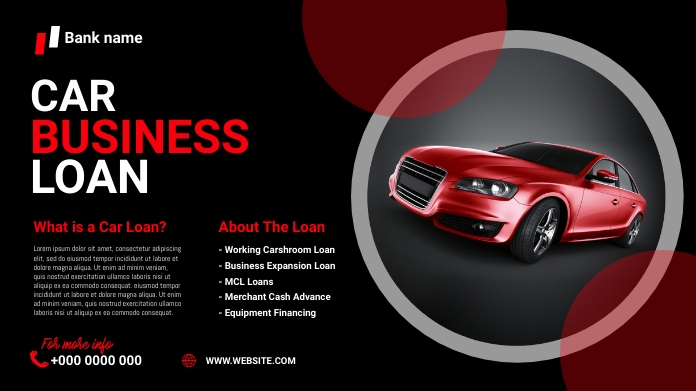 Bank name
CAR
BUSINESS
LOAN
What is a Car Loan?
Lorem ipsum dolor sit amet, consectetur adipiscing
elit, sed do eiusmod tempor incididunt ut labore et
dolore magna aliqua. Ut enim ad minim veniam,
quis nostrud exercitation ullamco laboris nisi ut
aliquip ex ea commodo consequat. eiusmod tempor
incididunt ut labore et dolore magna aliqua. Ut enim
ad minim veniam, quis nostrud exercitation ullamco
laboris nisi ut aliquip ex ea commodo consequat.
About The Loan
- Working Carshroom Loan
- Business Expansion Loan
- MCL Loans
- Merchant Cash Advance
- Equipment Financing
For more info
+000 0000 000
WWW.WEBSITE.COM